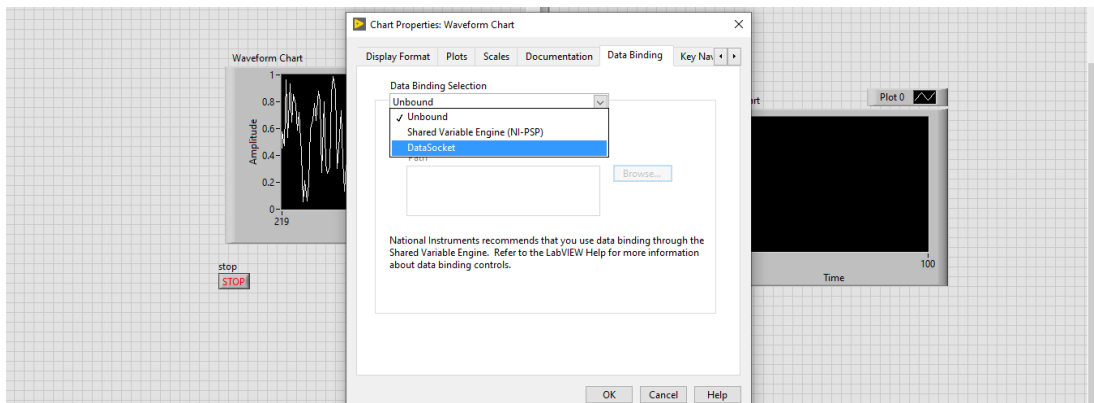 Chart Properties: Waveform Chart
Display Format Plots Scales Documentation Data Binding Key Nav
Data Binding Selection
Unbound
✓ Unbound
Shared Variable Engine (NI-PSP)
DataSocket
Path
Browse...
National Instruments recommends that you use data binding through the
Shared Variable Engine. Refer to the LabVIEW Help for more information
about data binding controls.
OK Cancel Help
Waveform Chart
Amplitude
1
0.8
0.6
0.4
0.2
0
219
stop
STOP
rt
Plot 0
100
Time